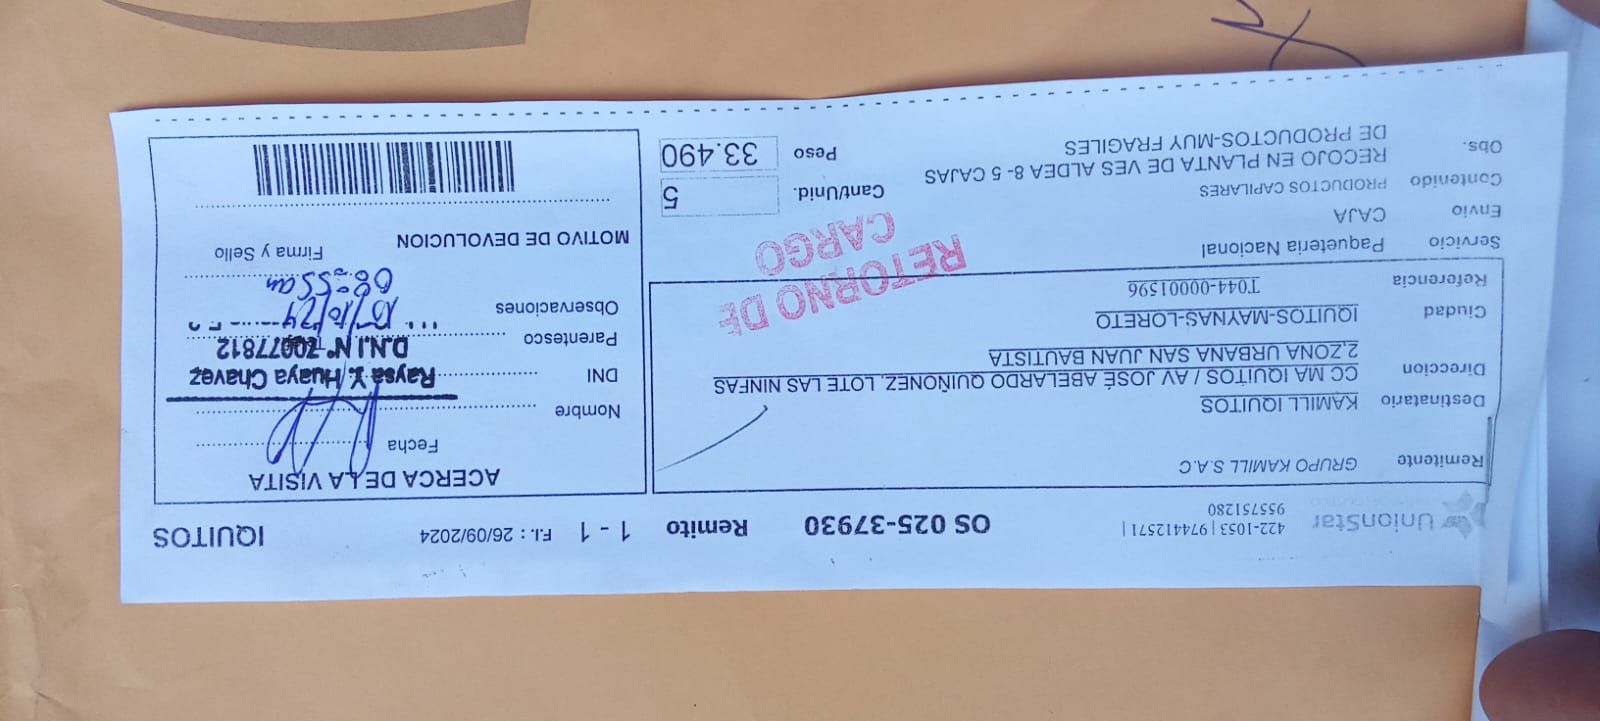 UnionStar
422-1053 | 974412571 |
955751280
OS 025-37930
Remito
1 - 1
F.I. : 26/09/2024
IQUITOS
Remitente GRUPO KAMILL S.A.C
Destinatario KAMILL IQUITOS
Direccion CC MA IQUITOS / AV JOSÉ ABELARDO QUIÑONEZ, LOTE LAS NINFAS
2,ZONA URBANA SAN JUAN BAUTISTA
Ciudad IQUITOS-MAYNAS-LORETO
Referencia T044-00001596
Servicio Paqueteria Nacional
Envio CAJA
Contenido PRODUCTOS CAPILARES
Obs. RECOJO EN PLANTA DE VES ALDEA 8- 5 CAJAS
DE PRODUCTOS-MUY FRAGILES
RETORNO DE
CARGO
Cant/Unid. 5
Peso 33.490
ACERCA DE LA VISITA
Fecha
Nombre
DNI Raysa Y. Huaya Chavez
D.N.I N° 70077812
Parentesco
Observaciones
/10/24
08:55am
Firma y Sello
MOTIVO DE DEVOLUCION